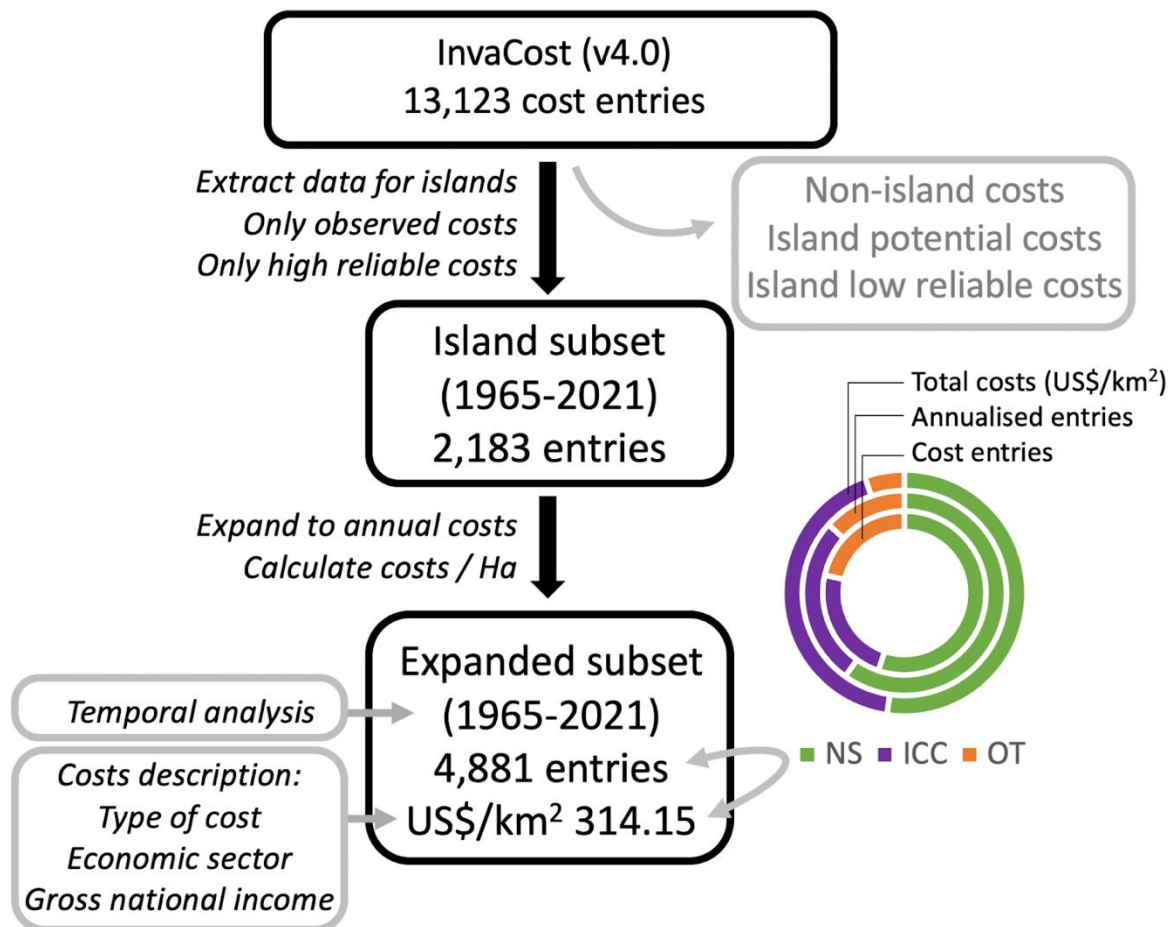 InvaCost (v4.0)
13,123 cost entries
Extract data for islands
Only observed costs
Only high reliable costs
Non-island costs
Island potential costs
Island low reliable costs
Island subset
(1965-2021)
2,183 entries
Total costs (US$/km²)
Annualised entries
Cost entries
Expand to annual costs
Calculate costs / Ha
NS ICC OT
Expanded subset
(1965-2021)
4,881 entries
US$/km² 314.15
Temporal analysis
Costs description:
Type of cost
Economic sector
Gross national income